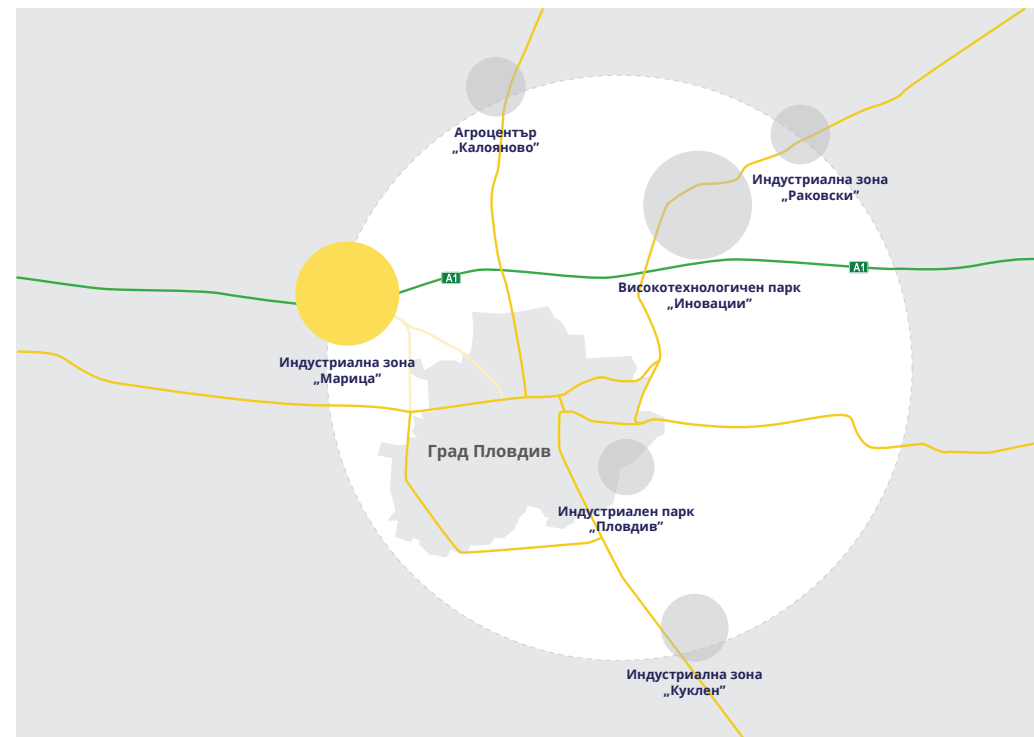 Агроцентър
„Калояново”
Индустриална зона
„Раковски”
A1
A1
Високотехнологичен парк
„Иновации”
Индустриална зона
„Марица”
Град Пловдив
Индустриален парк
„Пловдив”
Индустриална зона
„Куклен”